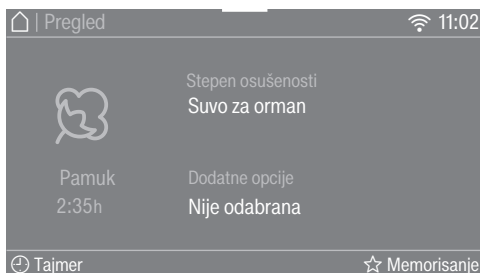 | Pregled
11:02
Stepen osušenosti
Suvo za orman
Pamuk
2:35h
Dodatne opcije
Nije odabrana
Tajmer
Memorisanje